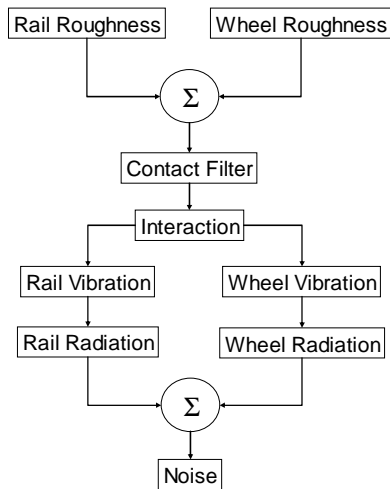 Rail Roughness
Wheel Roughness
Σ
Contact Filter
Interaction
Rail Vibration
Wheel Vibration
Rail Radiation
Wheel Radiation
Σ
Noise